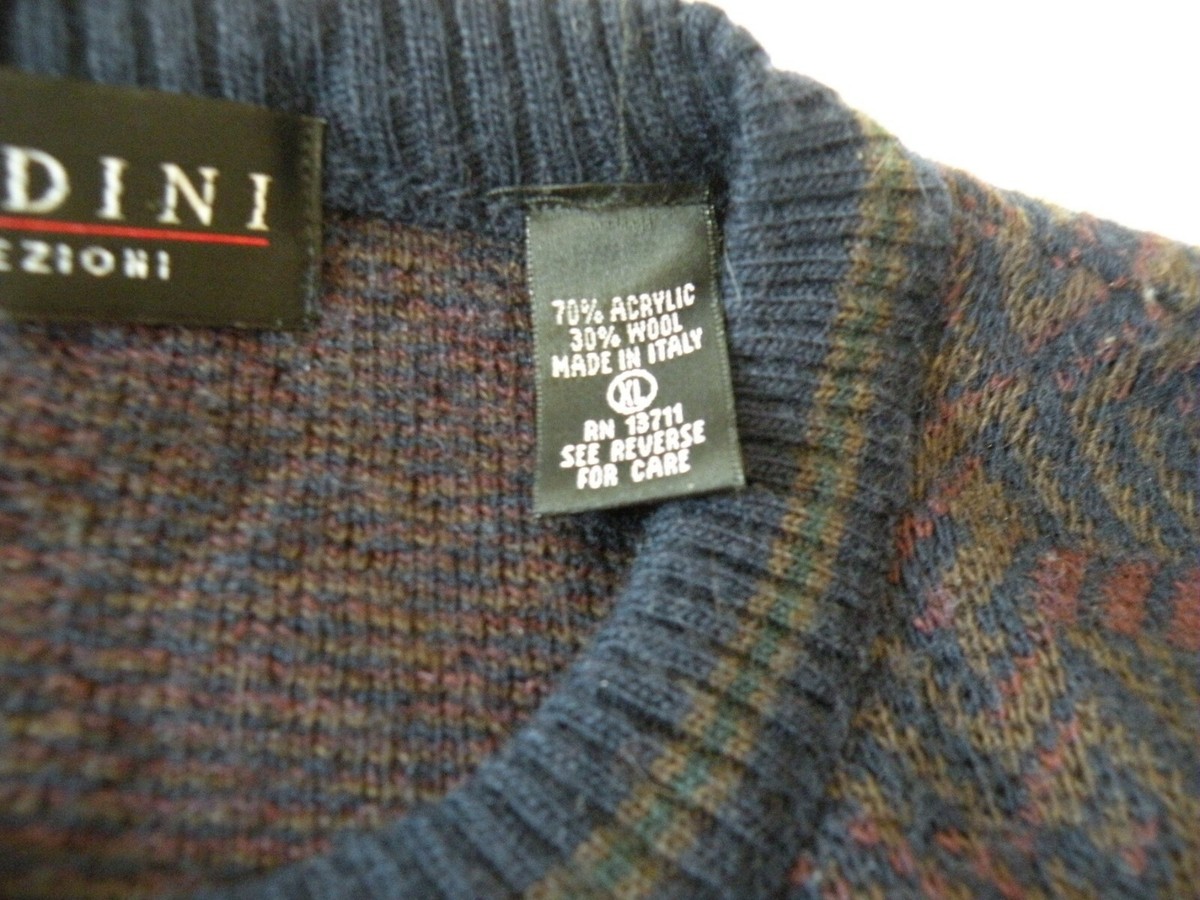 DINI
EZIONI
70% ACRYLIC
30% WOOL
MADE IN ITALY
XL
RN 13711
SEE REVERSE
FOR CARE